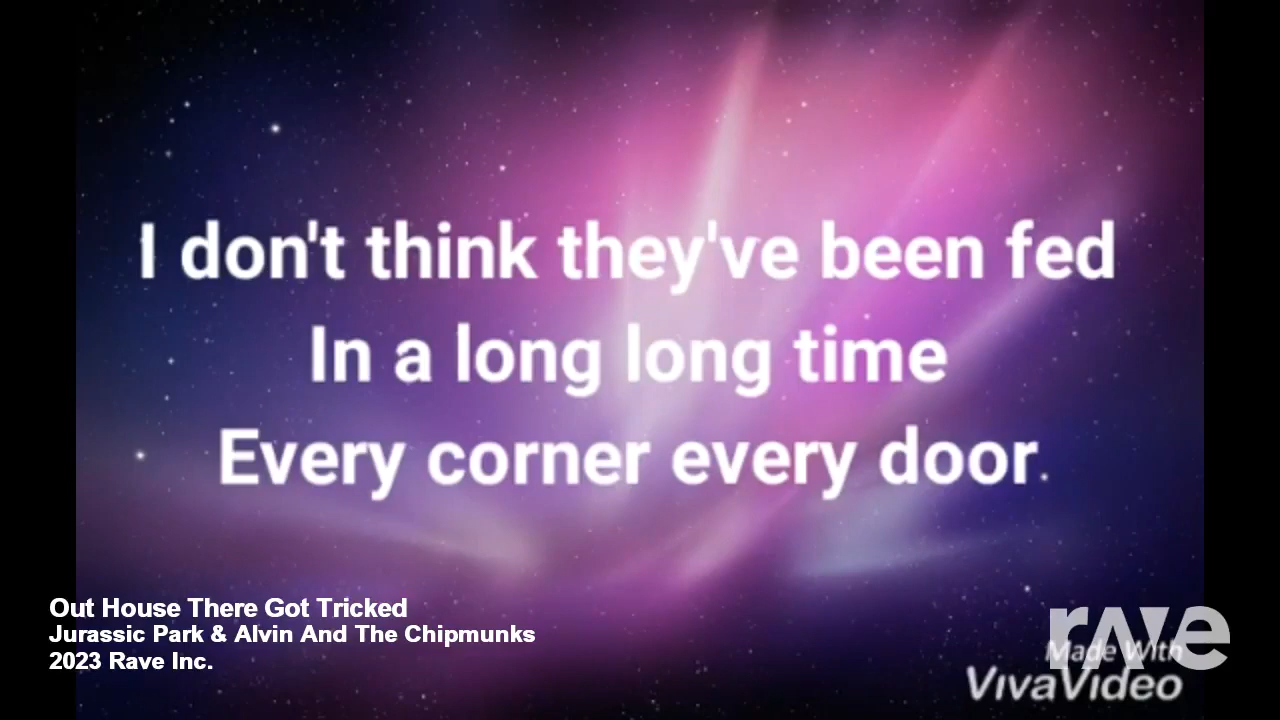 I don't think they've been fed
In a long long time
Every corner every door
Out House There Got Tricked
Jurassic Park & Alvin And The Chipmunks
2023 Rave Inc.
rave
Made With
VivaVideo